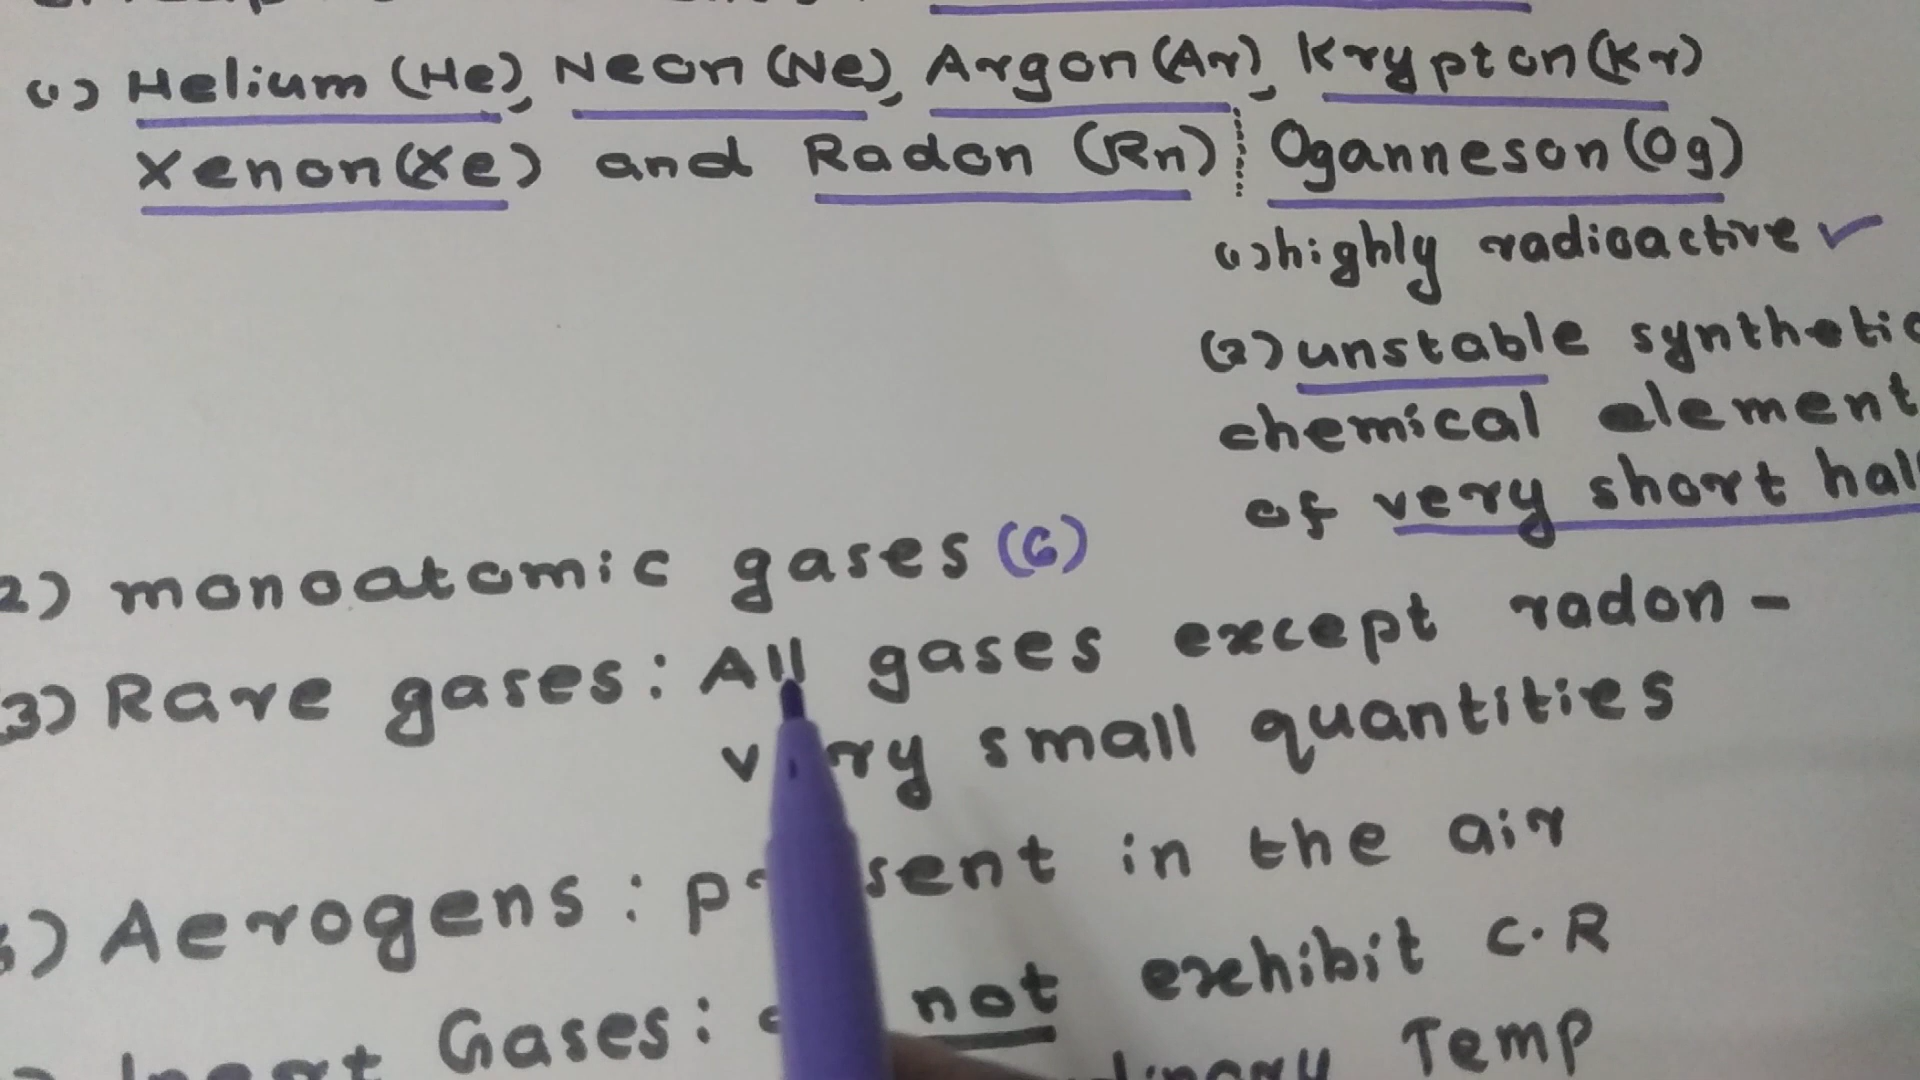 (1) Helium (He), Neon (Ne), Argon (Ar), Krypton (Kr)
Xenon (Xe) and Radon (Rn) Oganneson (Og)
(1) highly radioactive ✓
(2) unstable synthetic
chemical element
of very short hal
2) monoatomic gases (6)
3) Rare gases: All gases except radon -
very small quantities
) Aerogens: present in the air
Inert Gases: not exhibit C.R
Temp